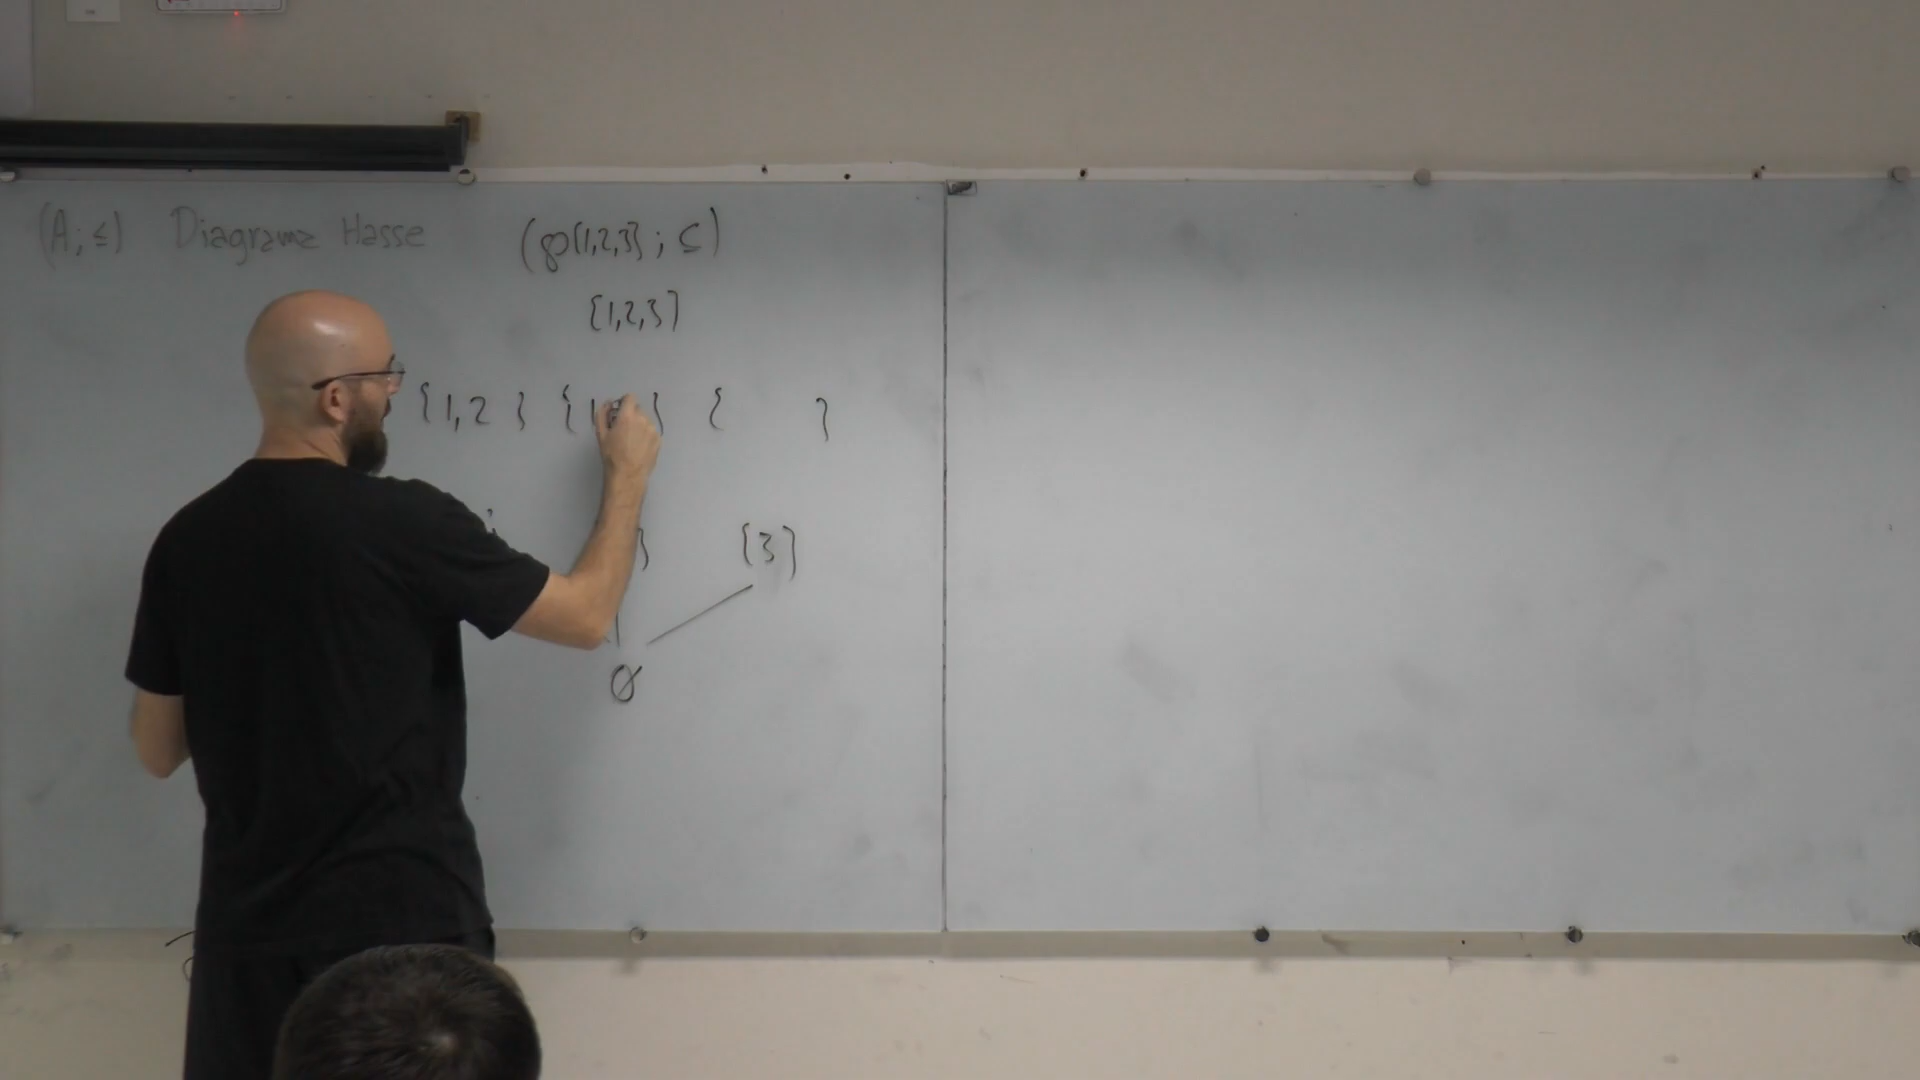 (A; ≤) Diagrama Hasse (℘{1,2,3} ; ⊆)
{1,2,3}
{1,2 } {1, } { }
} {3}
∅